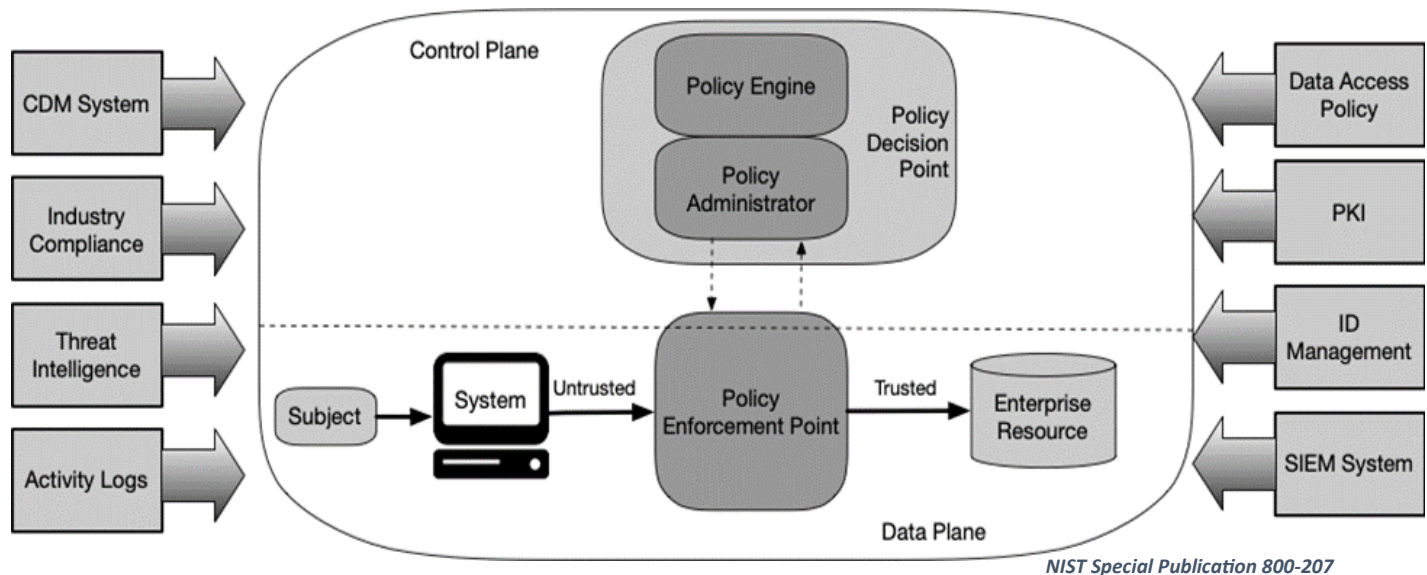 Control Plane
CDM System
Industry
Compliance
Threat
Intelligence
Activity Logs
Policy Engine
Policy
Administrator
Policy
Decision
Point
Subject
System
Untrusted
Policy
Enforcement Point
Trusted
Enterprise
Resource
Data Plane
Data Access
Policy
PKI
ID
Management
SIEM System
NIST Special Publication 800-207